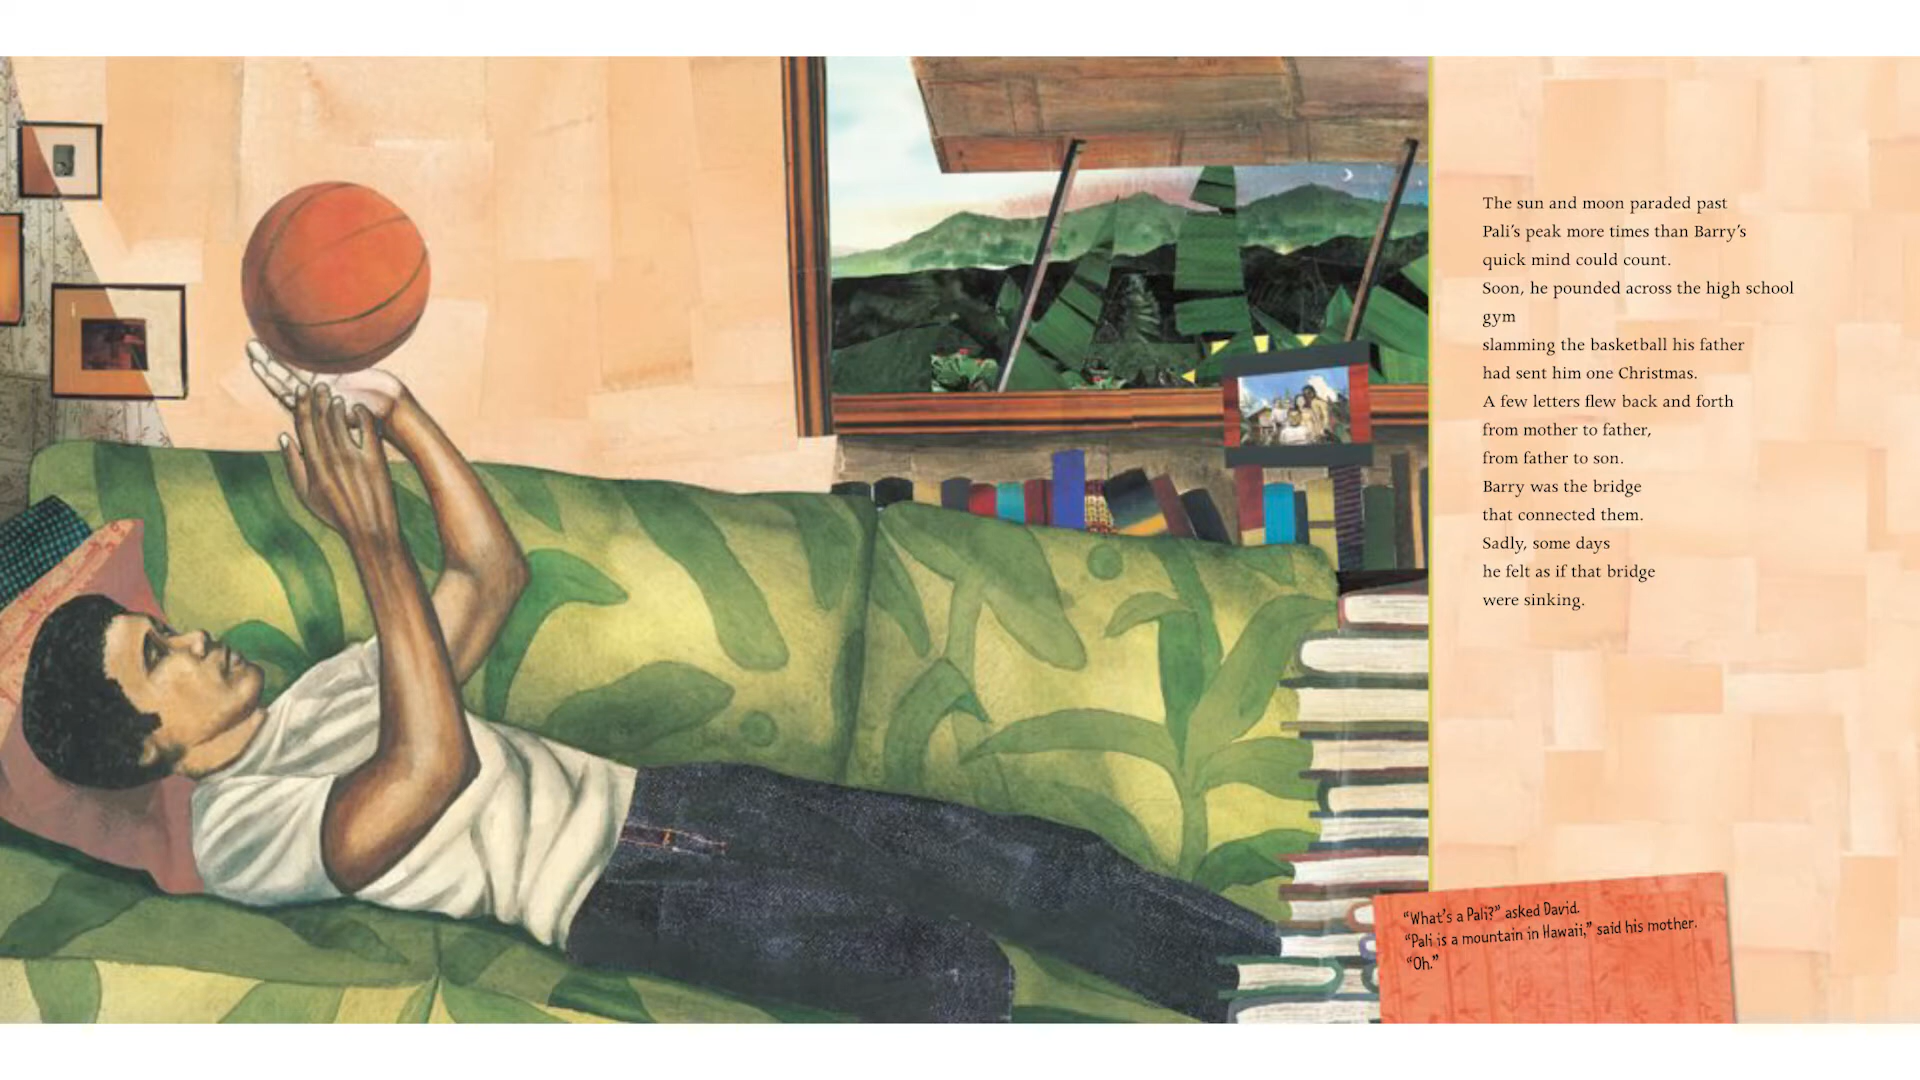 The sun and moon paraded past
Pali’s peak more times than Barry’s
quick mind could count.
Soon, he pounded across the high school
gym
slamming the basketball his father
had sent him one Christmas.
A few letters flew back and forth
from mother to father,
from father to son.
Barry was the bridge
that connected them.
Sadly, some days
he felt as if that bridge
were sinking.
“What’s a Pali?” asked David.
“Pali is a mountain in Hawaii,” said his mother.
“Oh.”